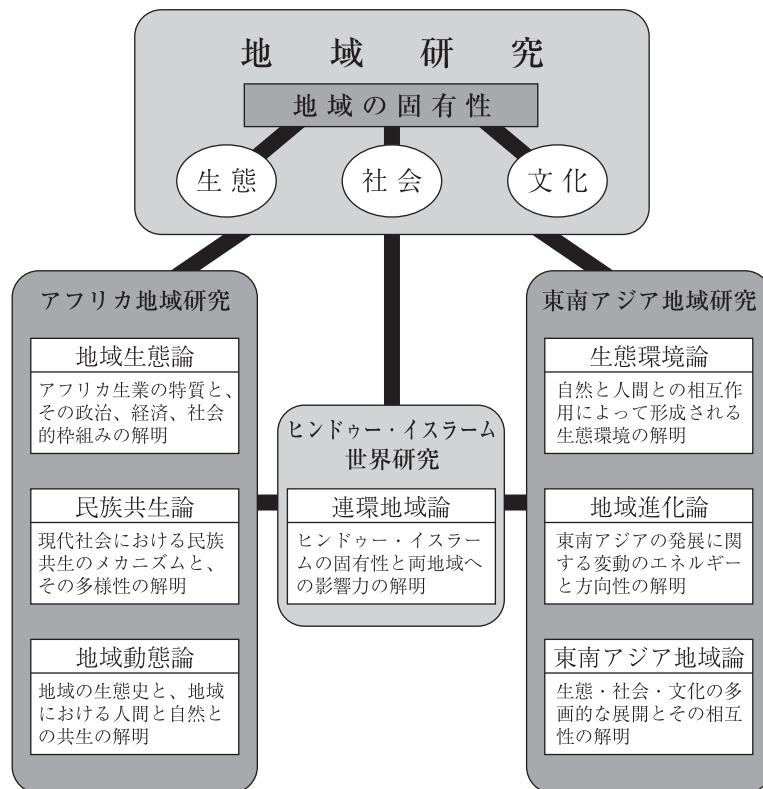 地域研究
地域の固有性
生態
社会
文化
アフリカ地域研究
地域生態論
アフリカ生業の特質と、
その政治、経済、社会
的枠組みの解明
民族共生論
現代社会における民族
共生のメカニズムと、
その多様性の解明
地域動態論
地域の生態史と、地域
における人間と自然と
の共生の解明
ヒンドゥー・イスラーム
世界研究
連環地域論
ヒンドゥー・イスラー
ムの固有性と両地域へ
の影響力の解明
東南アジア地域研究
生態環境論
自然と人間との相互作
用によって形成される
生態環境の解明
地域進化論
東南アジアの発展に関
する変動のエネルギー
と方向性の解明
東南アジア地域論
生態・社会・文化の多
画的な展開とその相互
性の解明